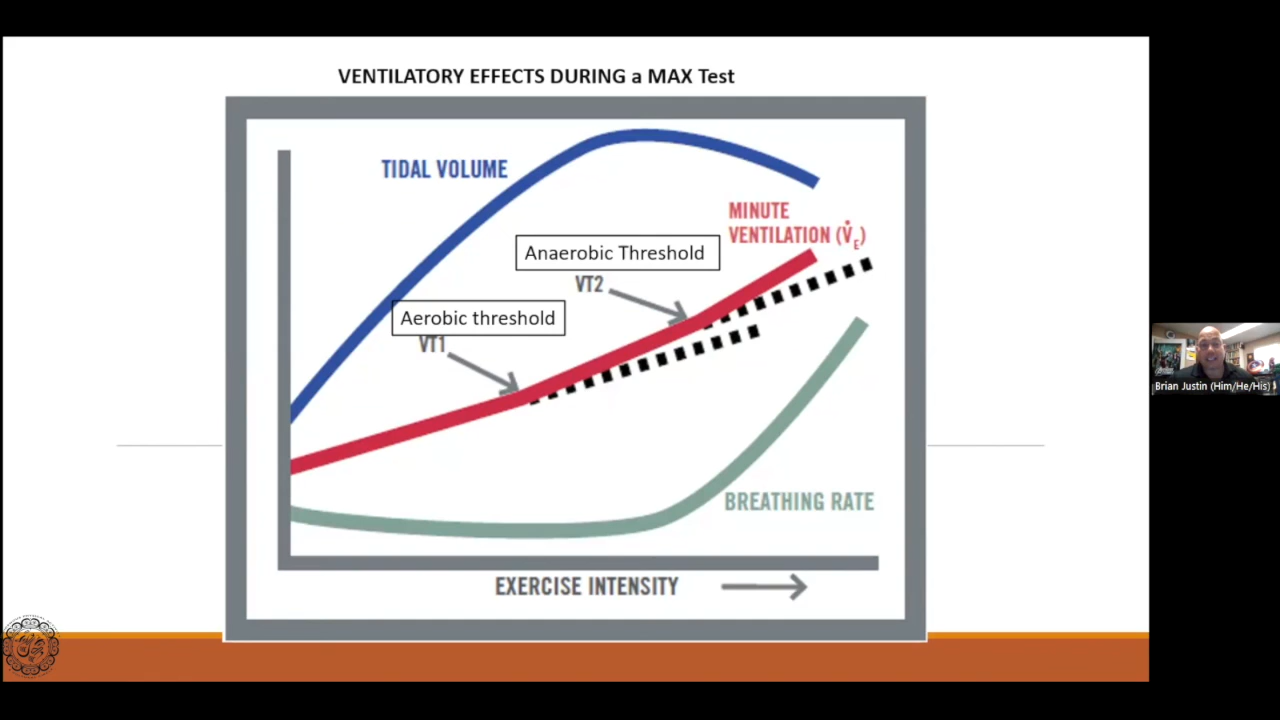 VENTILATORY EFFECTS DURING a MAX Test
TIDAL VOLUME
MINUTE
VENTILATION (V̇E)
Anaerobic Threshold
VT2
Aerobic threshold
VT1
BREATHING RATE
EXERCISE INTENSITY
Brian Justin (Him/He/His)